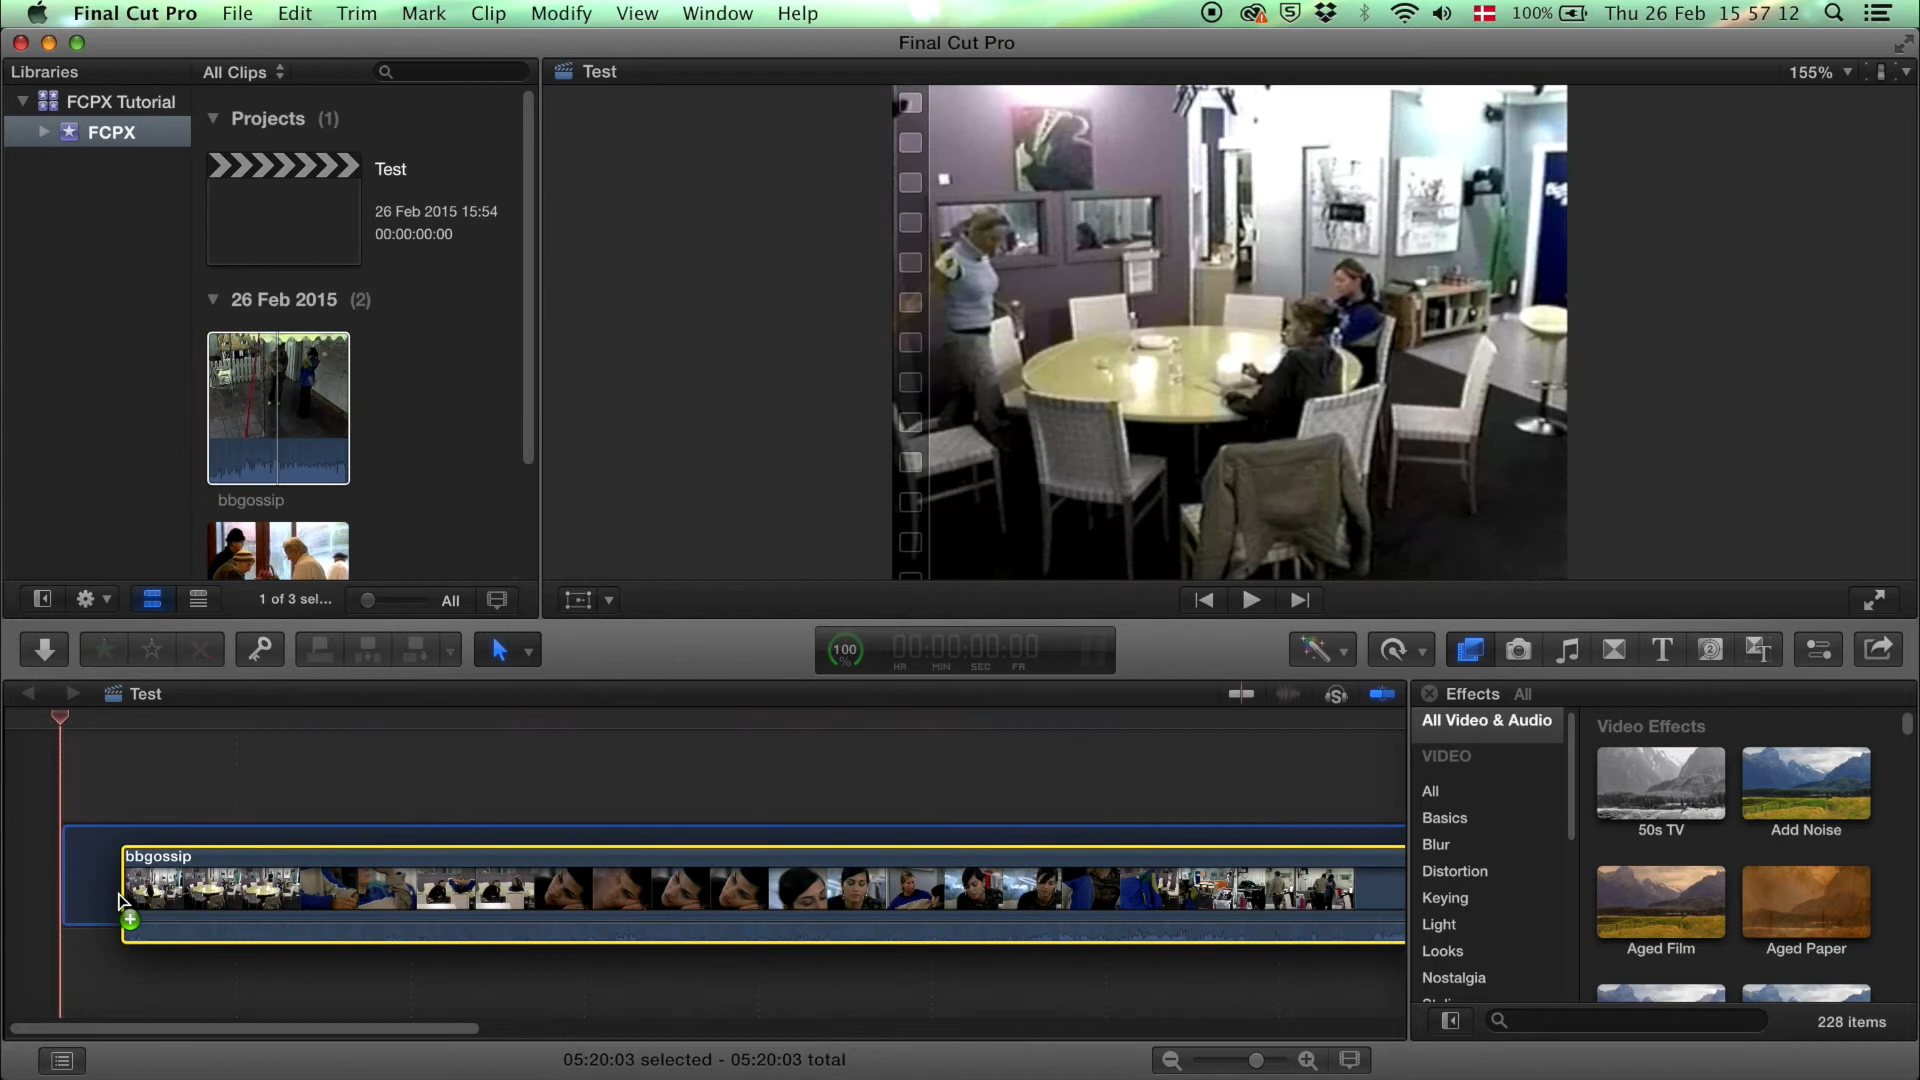 Final Cut Pro File Edit Trim Mark Clip Modify View Window Help 100% Thu 26 Feb 15 57 12
Final Cut Pro
Libraries All Clips Test 155%
FCPX Tutorial
FCPX
Projects (1)
Test
26 Feb 2015 15:54
00:00:00:00
26 Feb 2015 (2)
bbgossip
1 of 3 sel... All
100 % 00:00:00:00
HR MIN SEC FR
Test
Effects All
All Video & Audio
VIDEO
All
Basics
Blur
Distortion
Keying
Light
Looks
Nostalgia
Video Effects
50s TV Add Noise
Aged Film Aged Paper
bbgossip
228 items
05:20:03 selected - 05:20:03 total